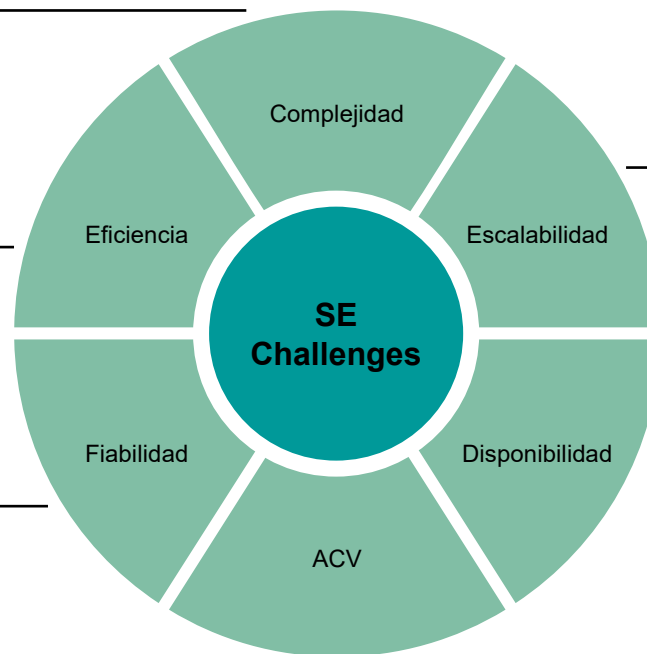 Complejidad
Eficiencia
Escalabilidad
SE
Challenges
Fiabilidad
Disponibilidad
ACV